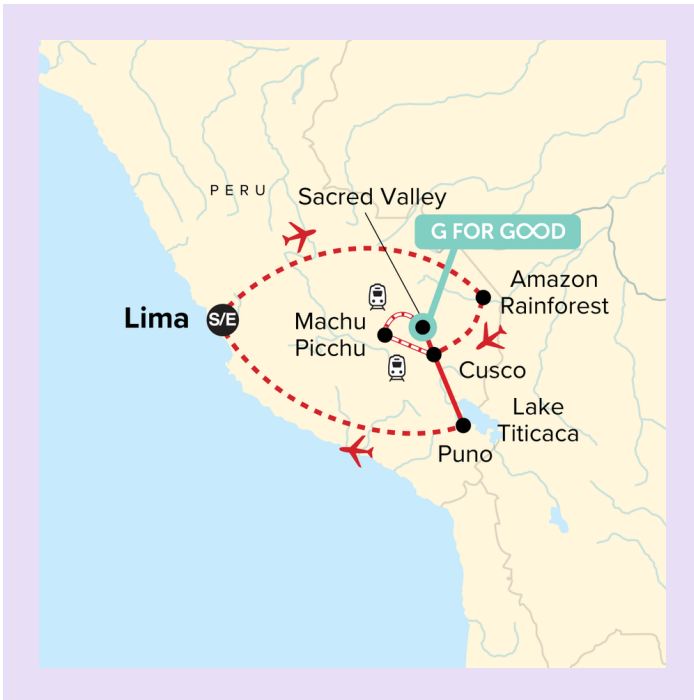 PERU
Sacred Valley
G FOR GOOD
Amazon
Rainforest
Lima
S/E
Machu
Picchu
Cusco
Lake
Titicaca
Puno